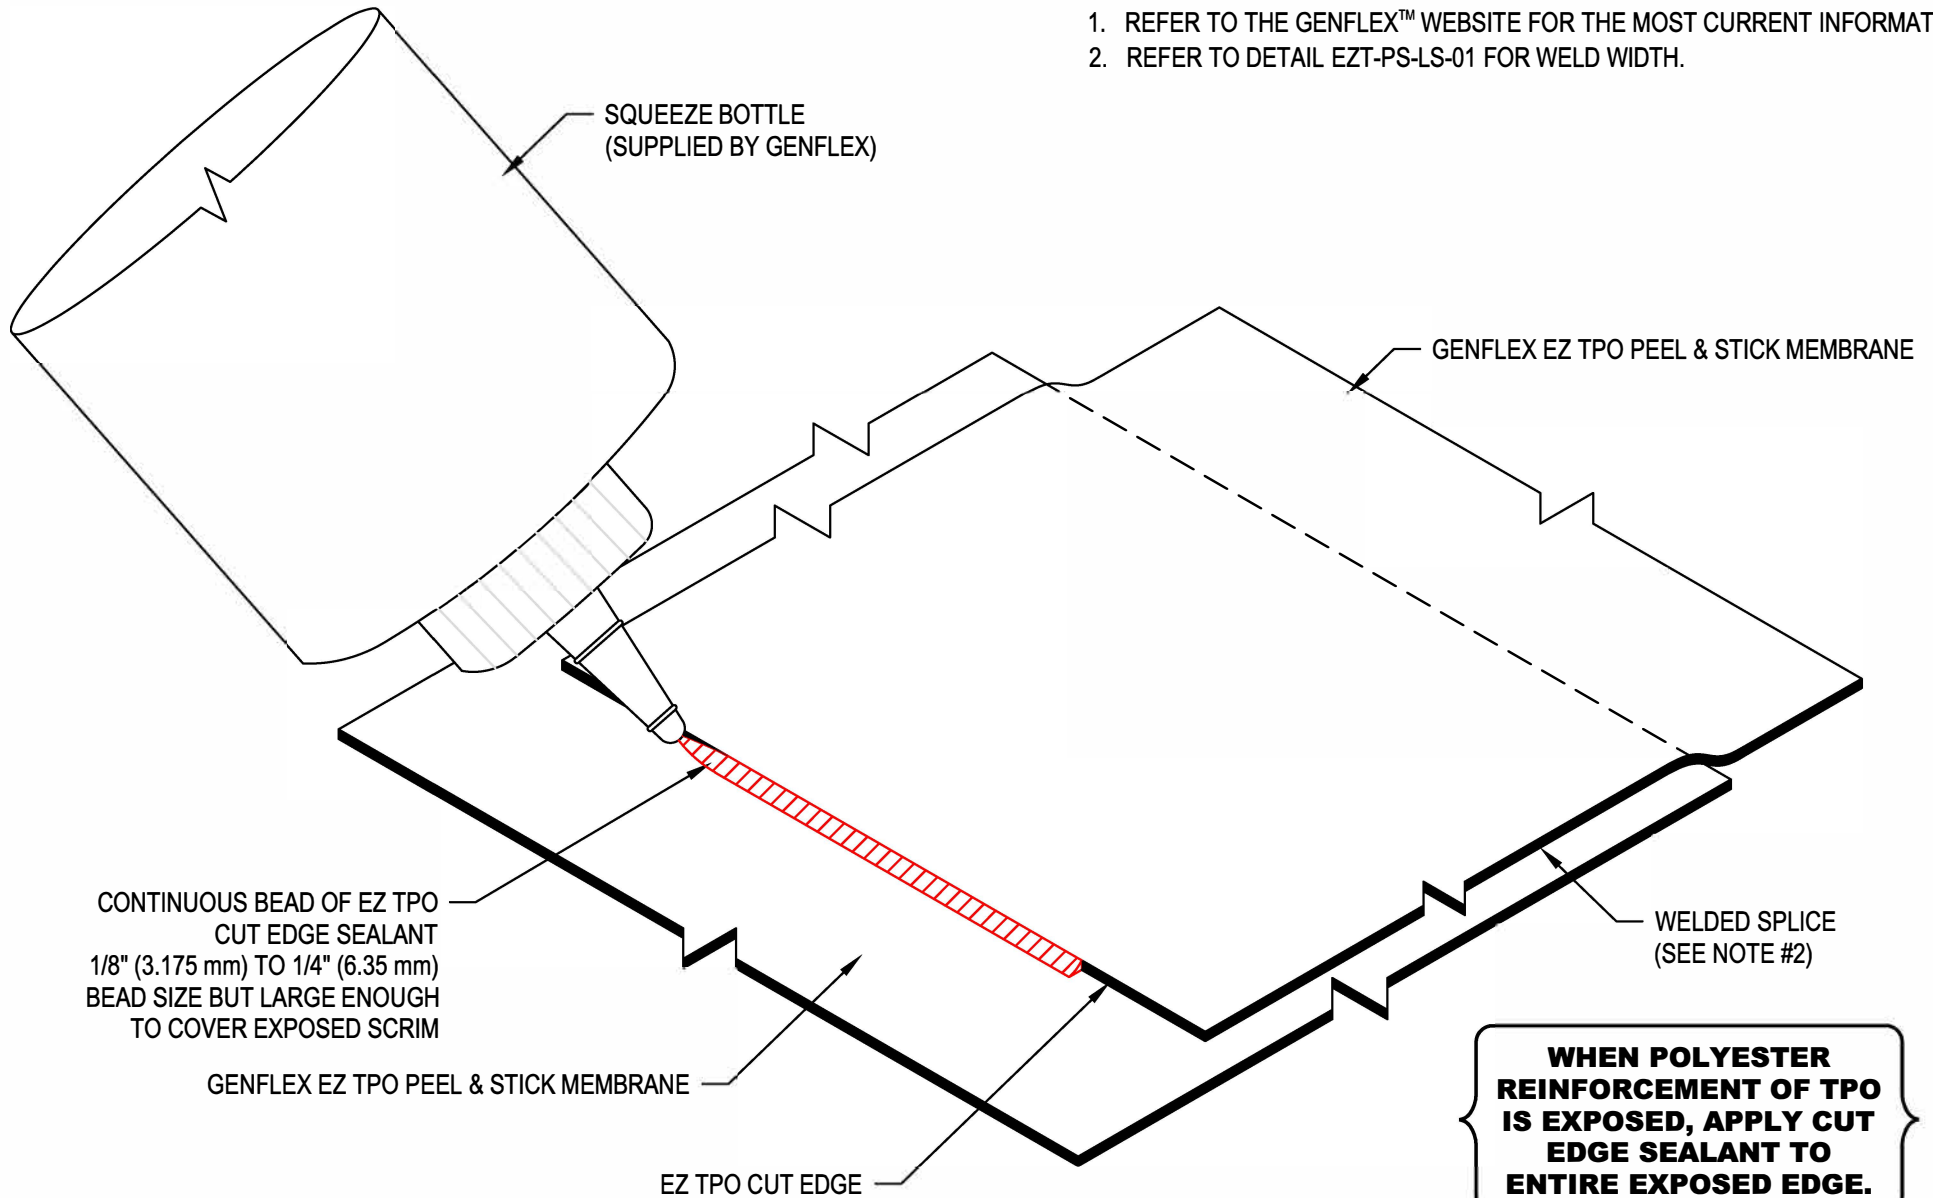 1. REFER TO THE GENFLEX™ WEBSITE FOR THE MOST CURRENT
2. REFER TO DETAIL EZT-PS-LS-01 FOR WELD WIDTH.
SQUEEZE BOTTLE
(SUPPLIED BY GENFLEX)
GENFLEX EZ TPO PEEL & STICK MEMBRANE
CONTINUOUS BEAD OF EZ TPO
CUT EDGE SEALANT
1/8" (3.175 mm) TO 1/4" (6.35 mm)
BEAD SIZE BUT LARGE ENOUGH
TO COVER EXPOSED SCRIM
GENFLEX EZ TPO PEEL & STICK MEMBRANE
EZ TPO CUT EDGE
WELDED SPLICE
(SEE NOTE #2)
WHEN POLYESTER
REINFORCEMENT OF TPO
IS EXPOSED, APPLY CUT
EDGE SEALANT TO
ENTIRE EXPOSED EDGE.